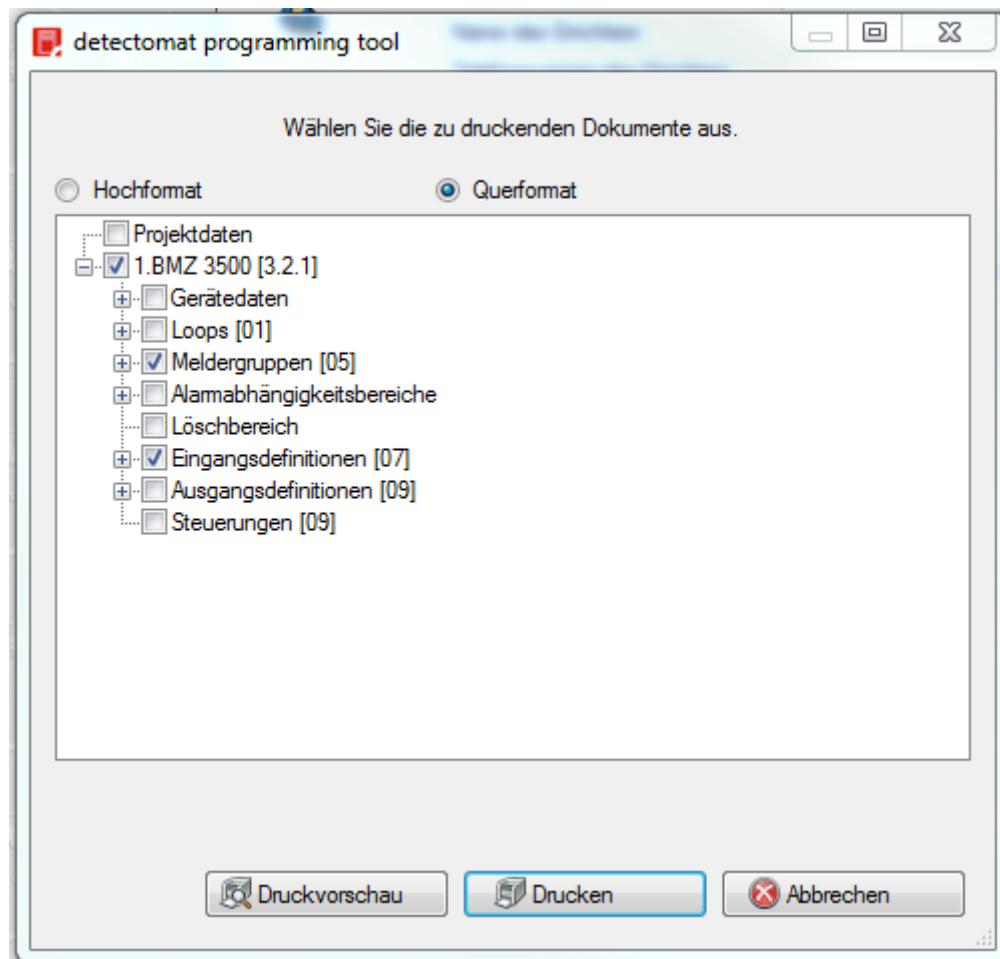 detectomat programming tool
Wählen Sie die zu druckenden Dokumente aus.
Hochformat Querformat
Projektdaten
1.BMZ 3500 [3.2.1]
Gerätedaten
Loops [01]
Meldergruppen [05]
Alarmabhängigkeitsbereiche
Löschbereich
Eingangsdefinitionen [07]
Ausgangsdefinitionen [09]
Steuerungen [09]
Druckvorschau Drucken Abbrechen